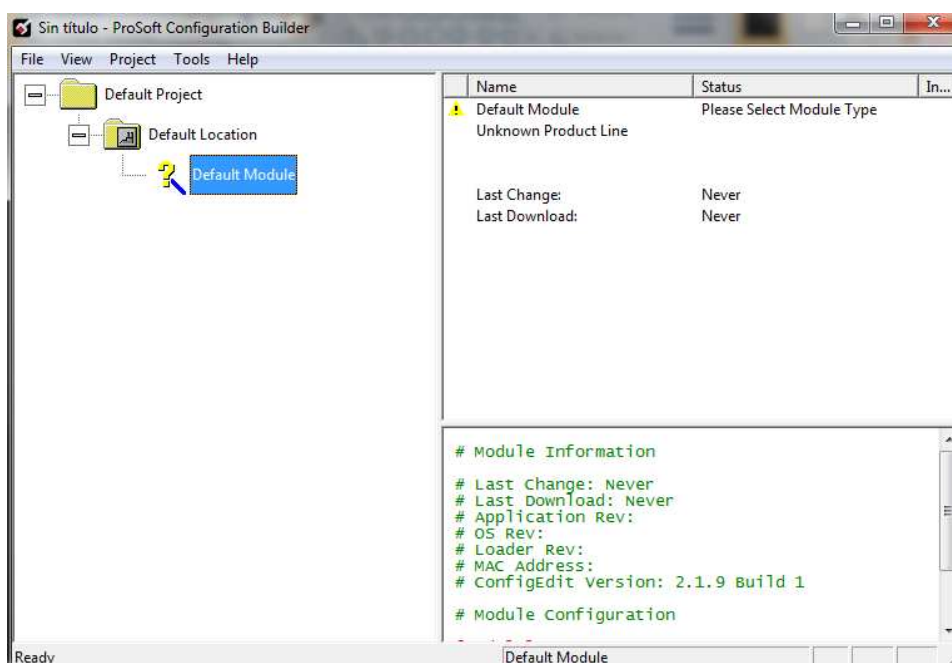 Sin título - ProSoft Configuration Builder
File View Project Tools Help
Default Project
Default Location
Default Module
Name Status In...
Default Module Please Select Module Type
Unknown Product Line
Last Change: Never
Last Download: Never
# Module Information
# Last Change: Never
# Last Download: Never
# Application Rev:
# OS Rev:
# Loader Rev:
# MAC Address:
# ConfigEdit Version: 2.1.9 Build 1
# Module Configuration
Ready Default Module